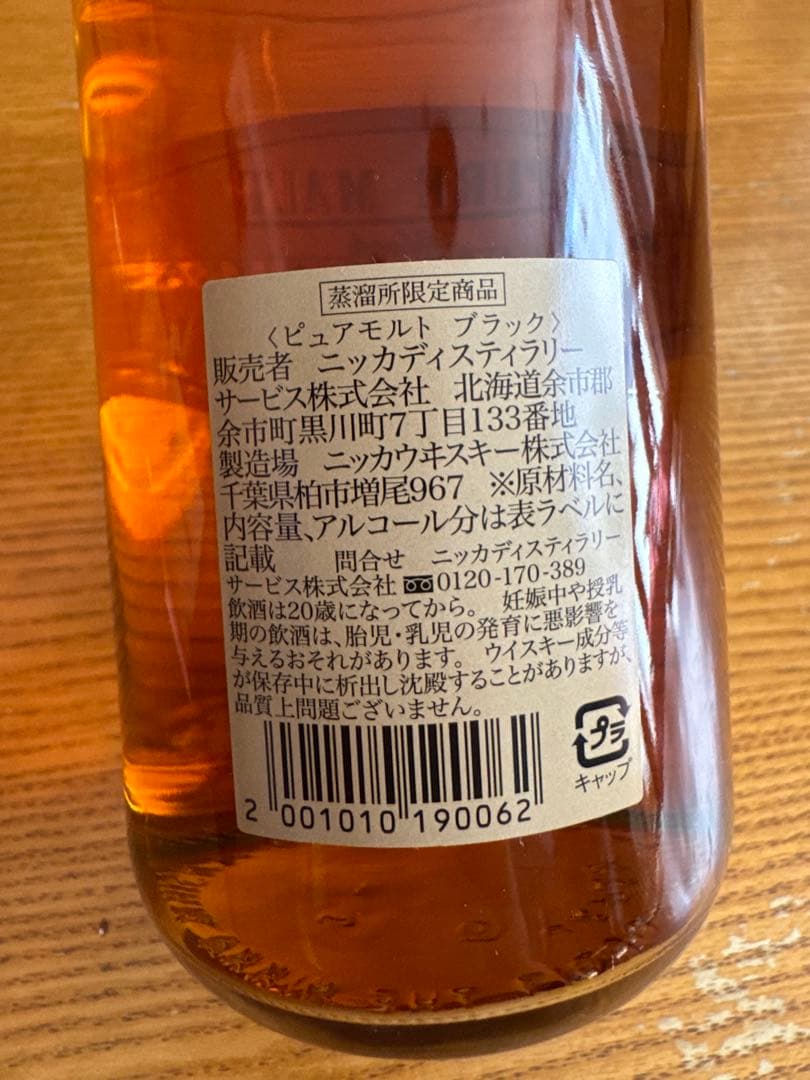 PURE MALT
蒸溜所限定商品
〈ピュアモルト ブラック〉
販売者 ニッカディスティラリー
サービス株式会社 北海道余市郡
余市町黒川町7丁目133番地
製造場 ニッカウヰスキー株式会社
千葉県柏市増尾967 ※原材料名、
内容量、アルコール分は表ラベルに
記載 問合せ ニッカディスティラリー
サービス株式会社 0120-170-389
飲酒は20歳になってから。 妊娠中や授乳
期の飲酒は、胎児・乳児の発育に悪影響を
与えるおそれがあります。 ウイスキー成分等
が保存中に析出し沈殿することがありますが、
品質上問題ございません。
プラ
キャップ
2 001010 190062